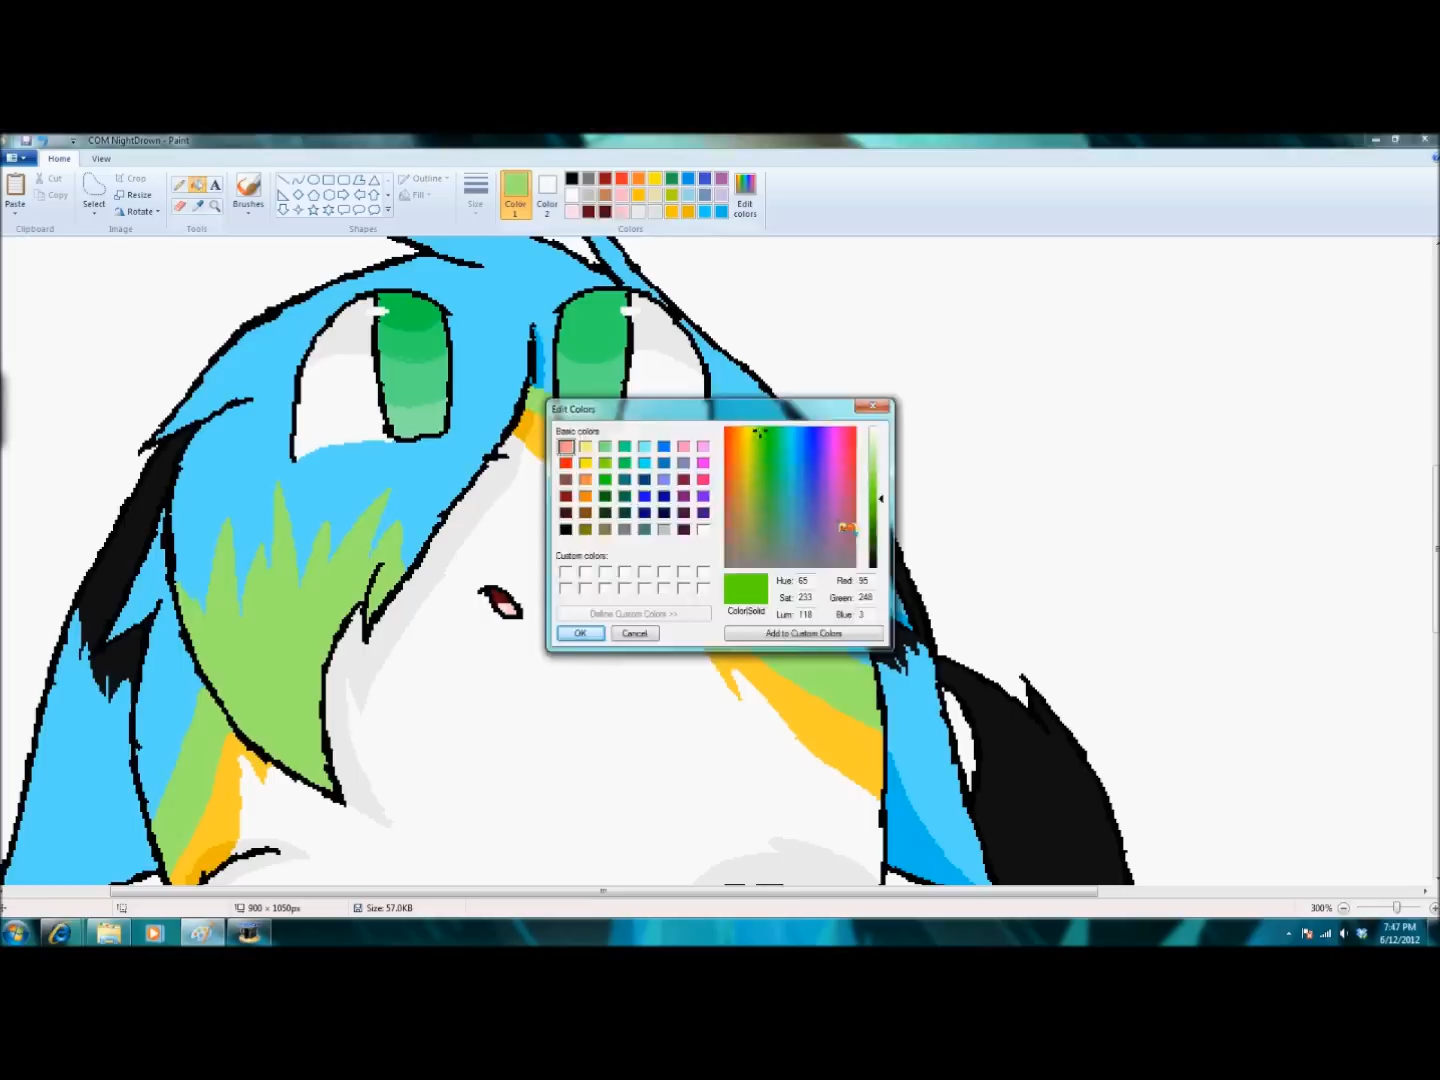 COM NightDrown - Paint
Home View
Paste
Cut
Copy
Clipboard
Select
Crop
Resize
Rotate
Image
A
Tools
Brushes
Shapes
Outline
Fill
Size
Color 1
Color 2
Edit colors
Colors
Edit Colors
Basic colors
Custom colors:
Define Custom Colors >>
OK Cancel
Color|Solid
Hue: 65 Red: 95
Sat: 233 Green: 248
Lum: 118 Blue: 3
Add to Custom Colors
900 × 1050px
Size: 57.0KB
300%
7:47 PM
6/12/2012